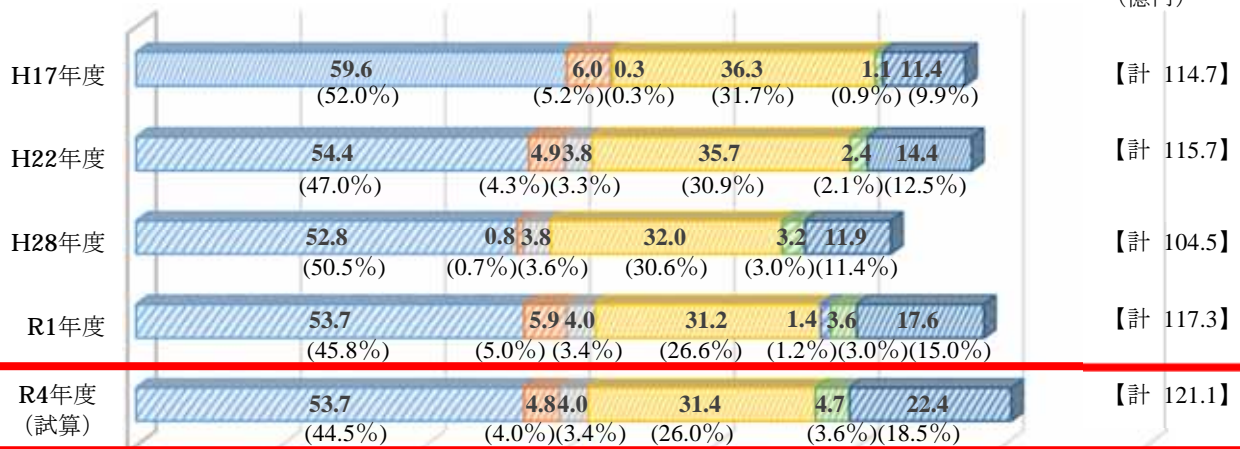 (億円)
H17年度 59.6 6.0 0.3 36.3 1.1 11.4 【計 114.7】
(52.0%) (5.2%)(0.3%) (31.7%) (0.9%) (9.9%)
H22年度 54.4 4.9 3.8 35.7 2.4 14.4 【計 115.7】
(47.0%) (4.3%)(3.3%) (30.9%) (2.1%)(12.5%)
H28年度 52.8 0.8 3.8 32.0 3.2 11.9 【計 104.5】
(50.5%) (0.7%)(3.6%) (30.6%) (3.0%)(11.4%)
R1年度 53.7 5.9 4.0 31.2 1.4 3.6 17.6 【計 117.3】
(45.8%) (5.0%) (3.4%) (26.6%) (1.2%)(3.0%)(15.0%)
R4年度 53.7 4.8 4.0 31.4 4.7 22.4 【計 121.1】
(試算) (44.5%) (4.0%)(3.4%) (26.0%) (3.6%)(18.5%)